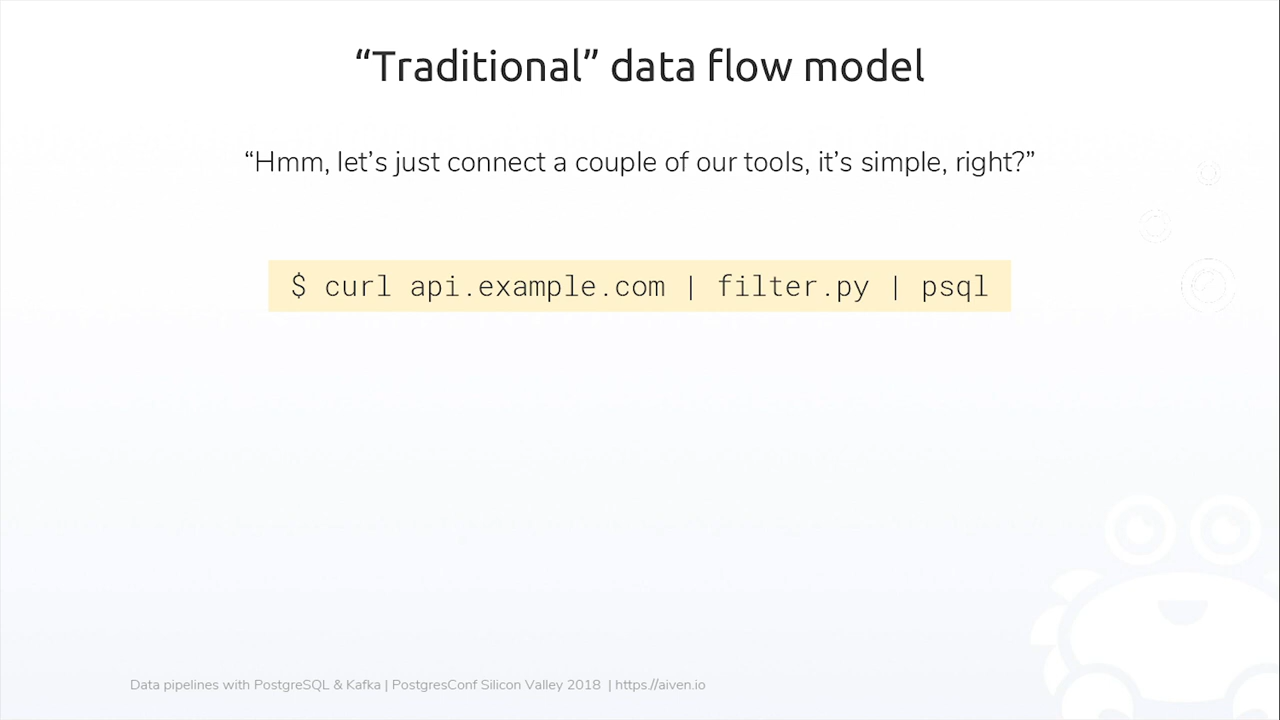 “Traditional” data flow model
“Hmm, let’s just connect a couple of our tools, it’s simple, right?”
$ curl api.example.com | filter.py | psql
Data pipelines with PostgreSQL & Kafka | PostgresConf Silicon Valley 2018 | https://aiven.io